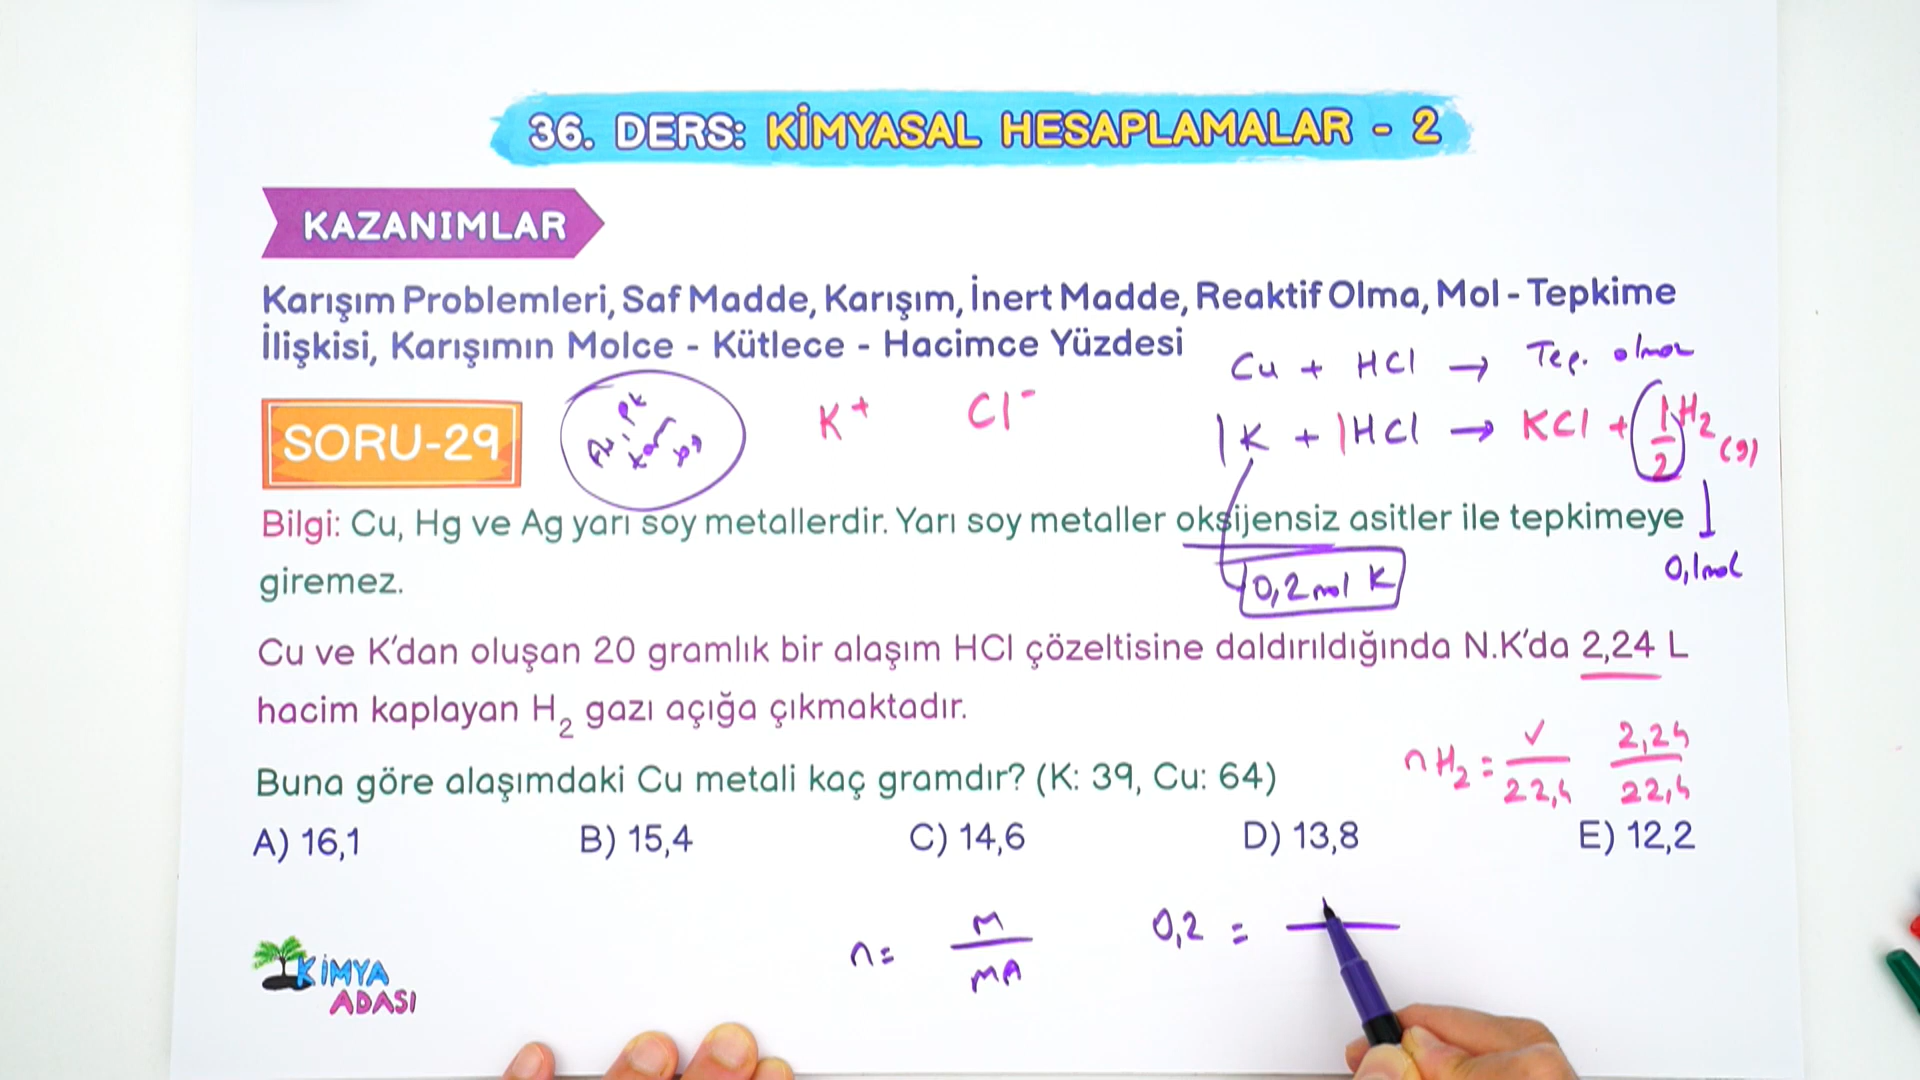 36. DERS: KİMYASAL HESAPLAMALAR - 2
KAZANIMLAR
Karışım Problemleri, Saf Madde, Karışım, İnert Madde, Reaktif Olma, Mol - Tepkime
İlişkisi, Karışımın Molce - Kütlece - Hacimce Yüzdesi
Cu + HCl → Tep. olmaz
SORU-29
K⁺ Cl⁻
1K + 1HCl → KCl + 1/2 H₂ (g)
Bilgi: Cu, Hg ve Ag yarı soy metallerdir. Yarı soy metaller oksijensiz asitler ile tepkimeye
giremez.
0,2 mol K
0,1mol
Cu ve K'dan oluşan 20 gramlık bir alaşım HCl çözeltisine daldırıldığında N.K'da 2,24 L
hacim kaplayan H₂ gazı açığa çıkmaktadır.
nH₂ = V/22,4 2,24/22,4
Buna göre alaşımdaki Cu metali kaç gramdır? (K: 39, Cu: 64)
A) 16,1 B) 15,4 C) 14,6 D) 13,8 E) 12,2
n = m/MA 0,2 =
KİMYA
ADASI